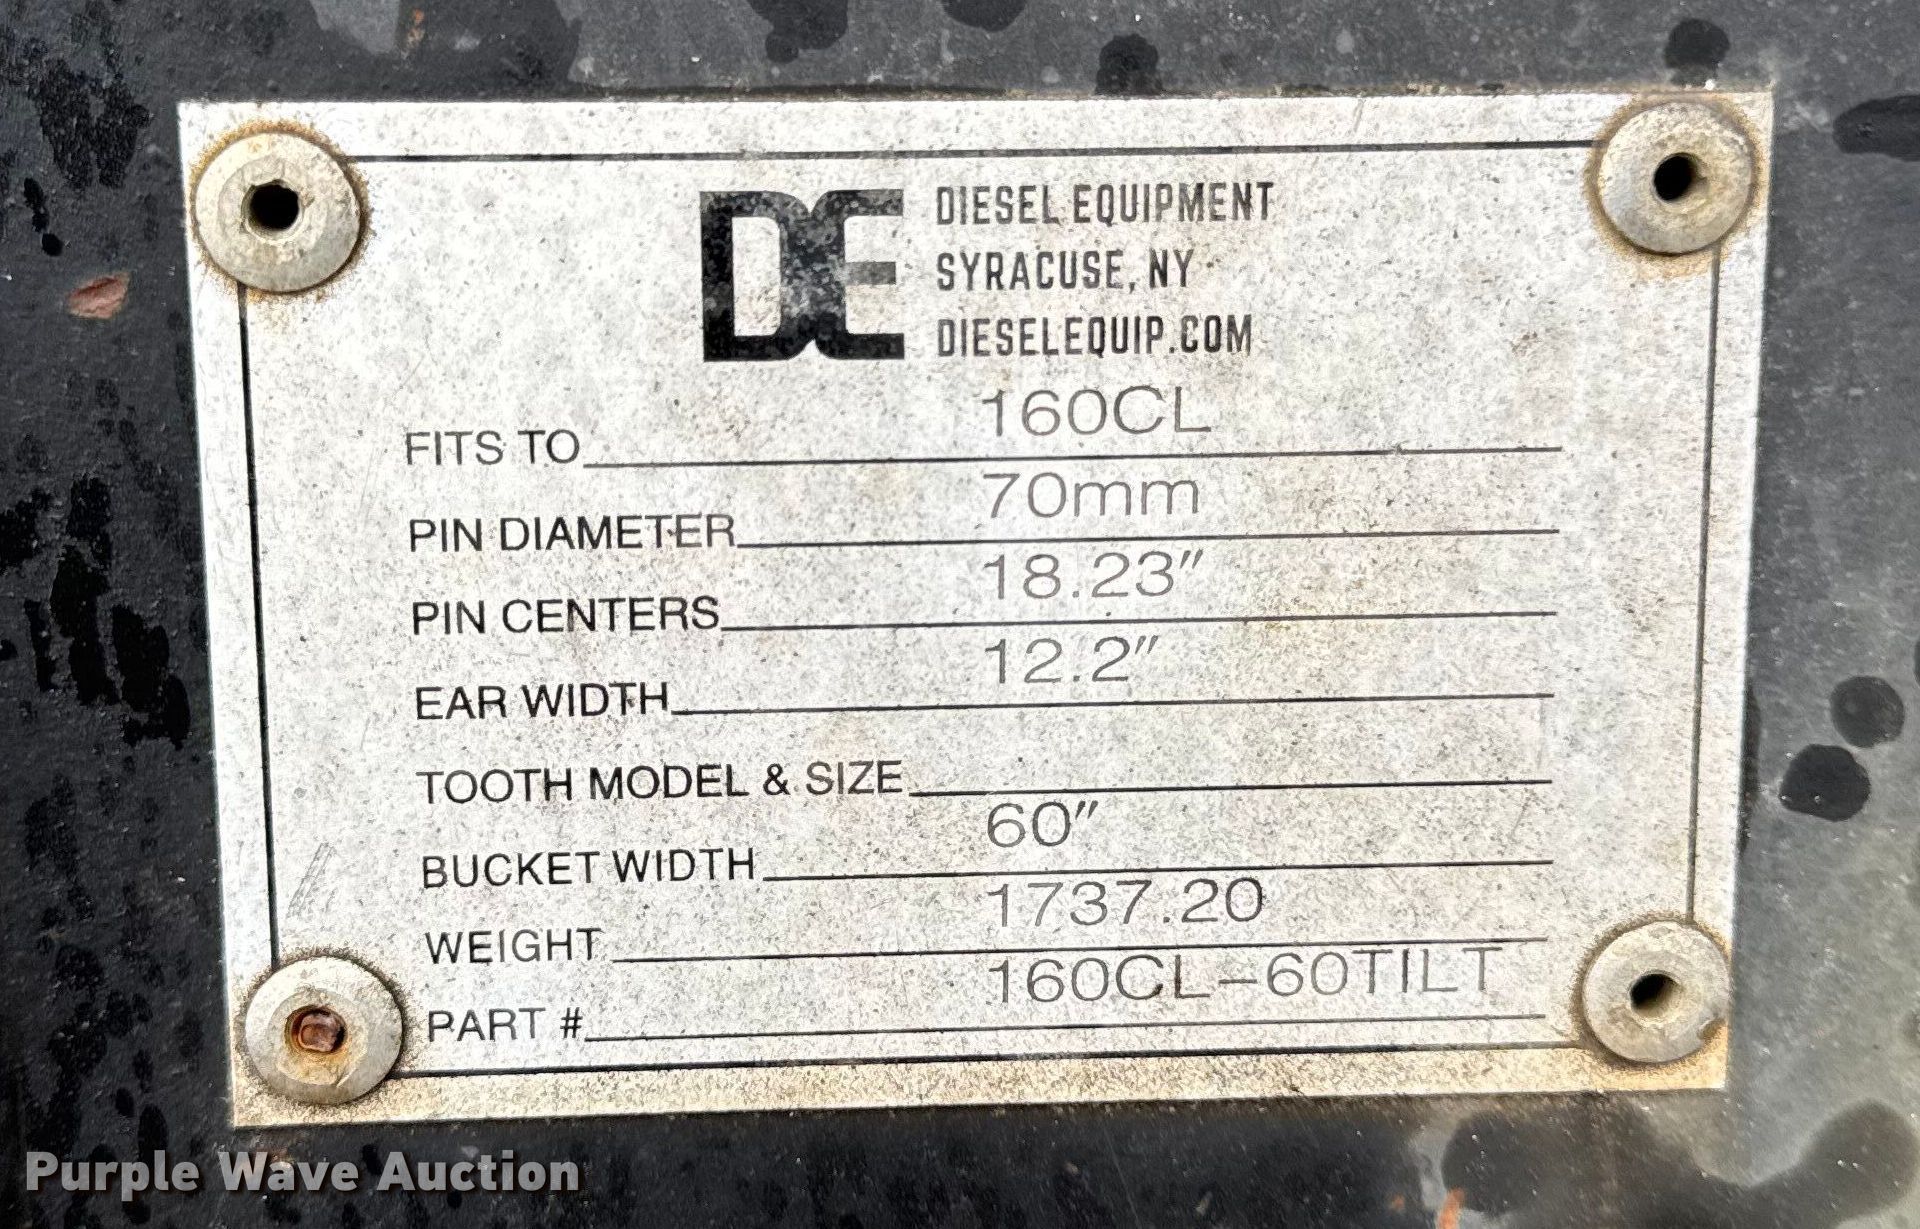 DE
DIESEL EQUIPMENT
SYRACUSE, NY
DIESELEQUIP.COM
FITS TO 160CL
PIN DIAMETER 70mm
PIN CENTERS 18.23"
EAR WIDTH 12.2"
TOOTH MODEL & SIZE
BUCKET WIDTH 60"
WEIGHT 1737.20
PART # 160CL-60TILT
Purple Wave Auction